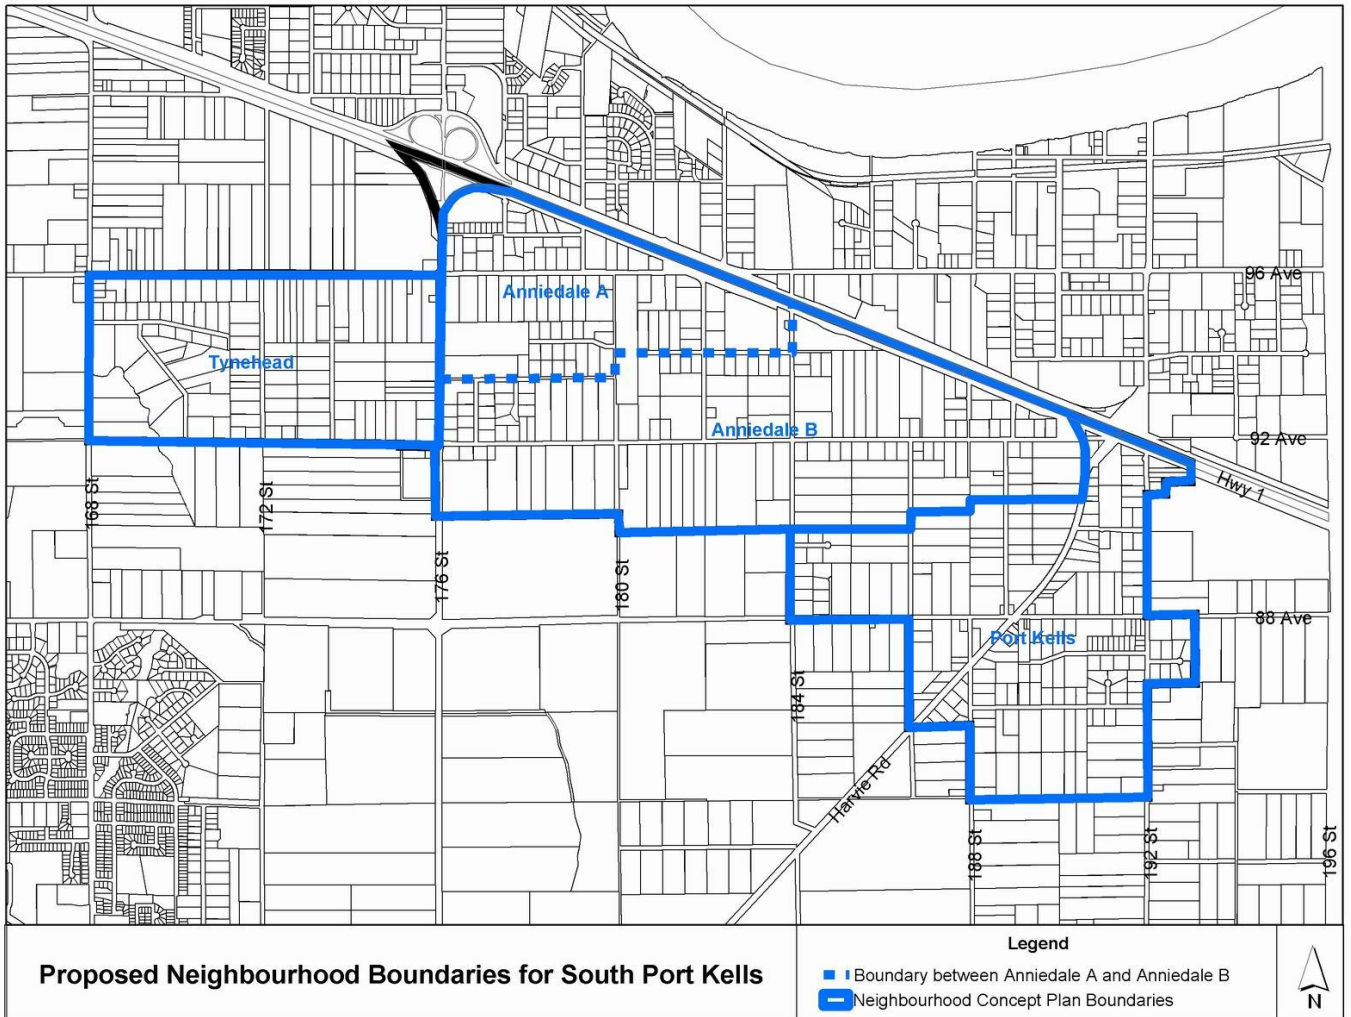 96 Ave
Anniedale A
Tynehead
Anniedale B
92 Ave
Hwy 1
168 St
172 St
176 St
180 St
88 Ave
Port Kells
184 St
Harvie Rd
188 St
192 St
196 St
Proposed Neighbourhood Boundaries for South Port Kells
Legend
Boundary between Anniedale A and Anniedale B
Neighbourhood Concept Plan Boundaries
N